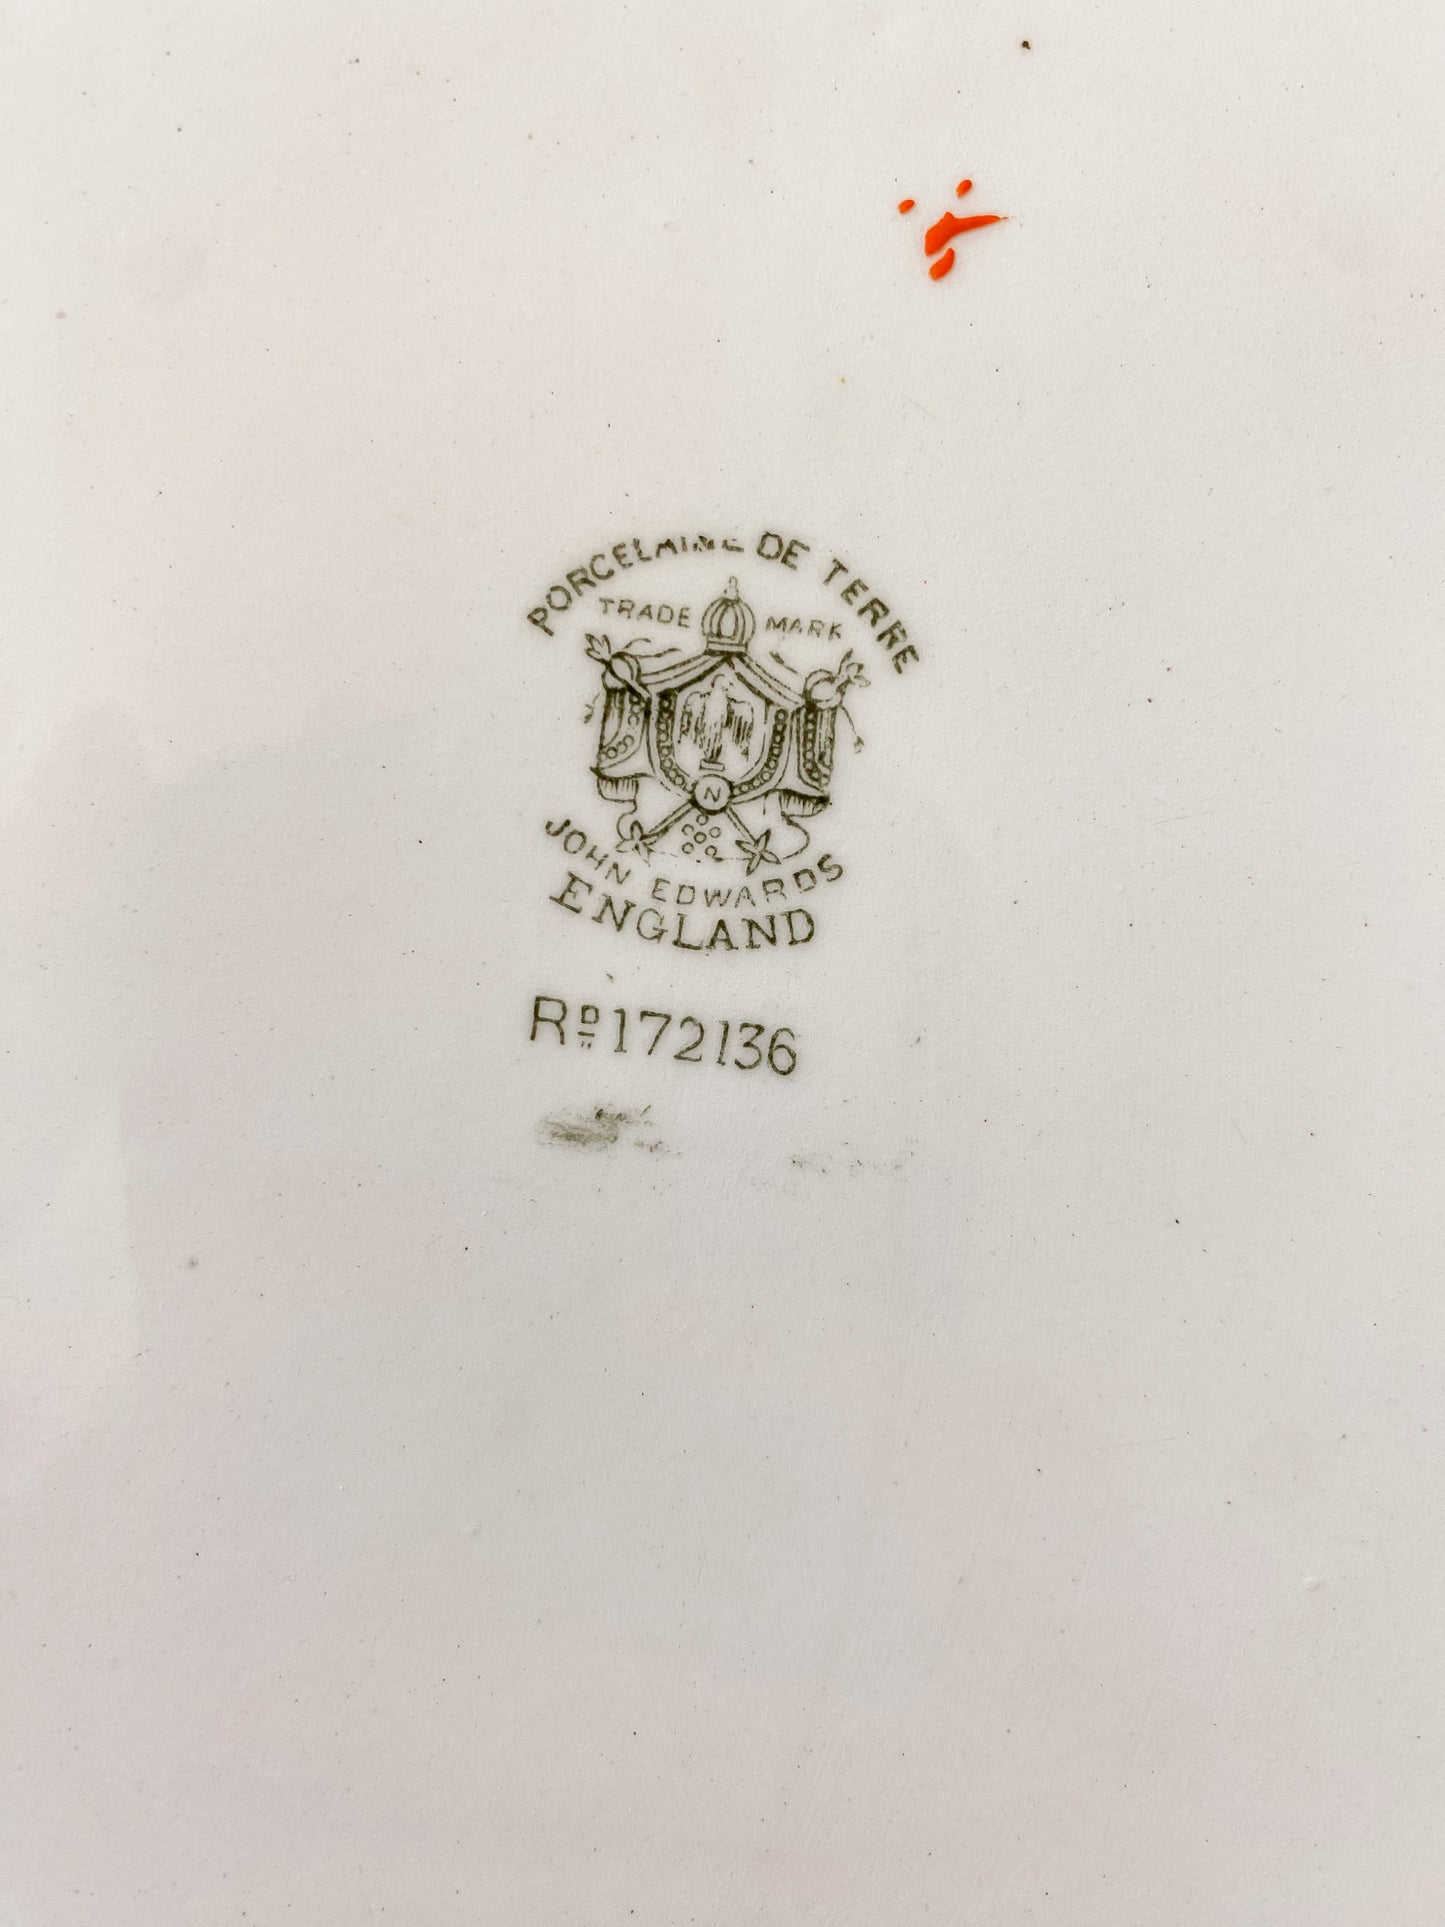 PORCELAINE DE TERRE
TRADE MARK
N
JOHN EDWARDS
ENGLAND
Rᴰ 172136